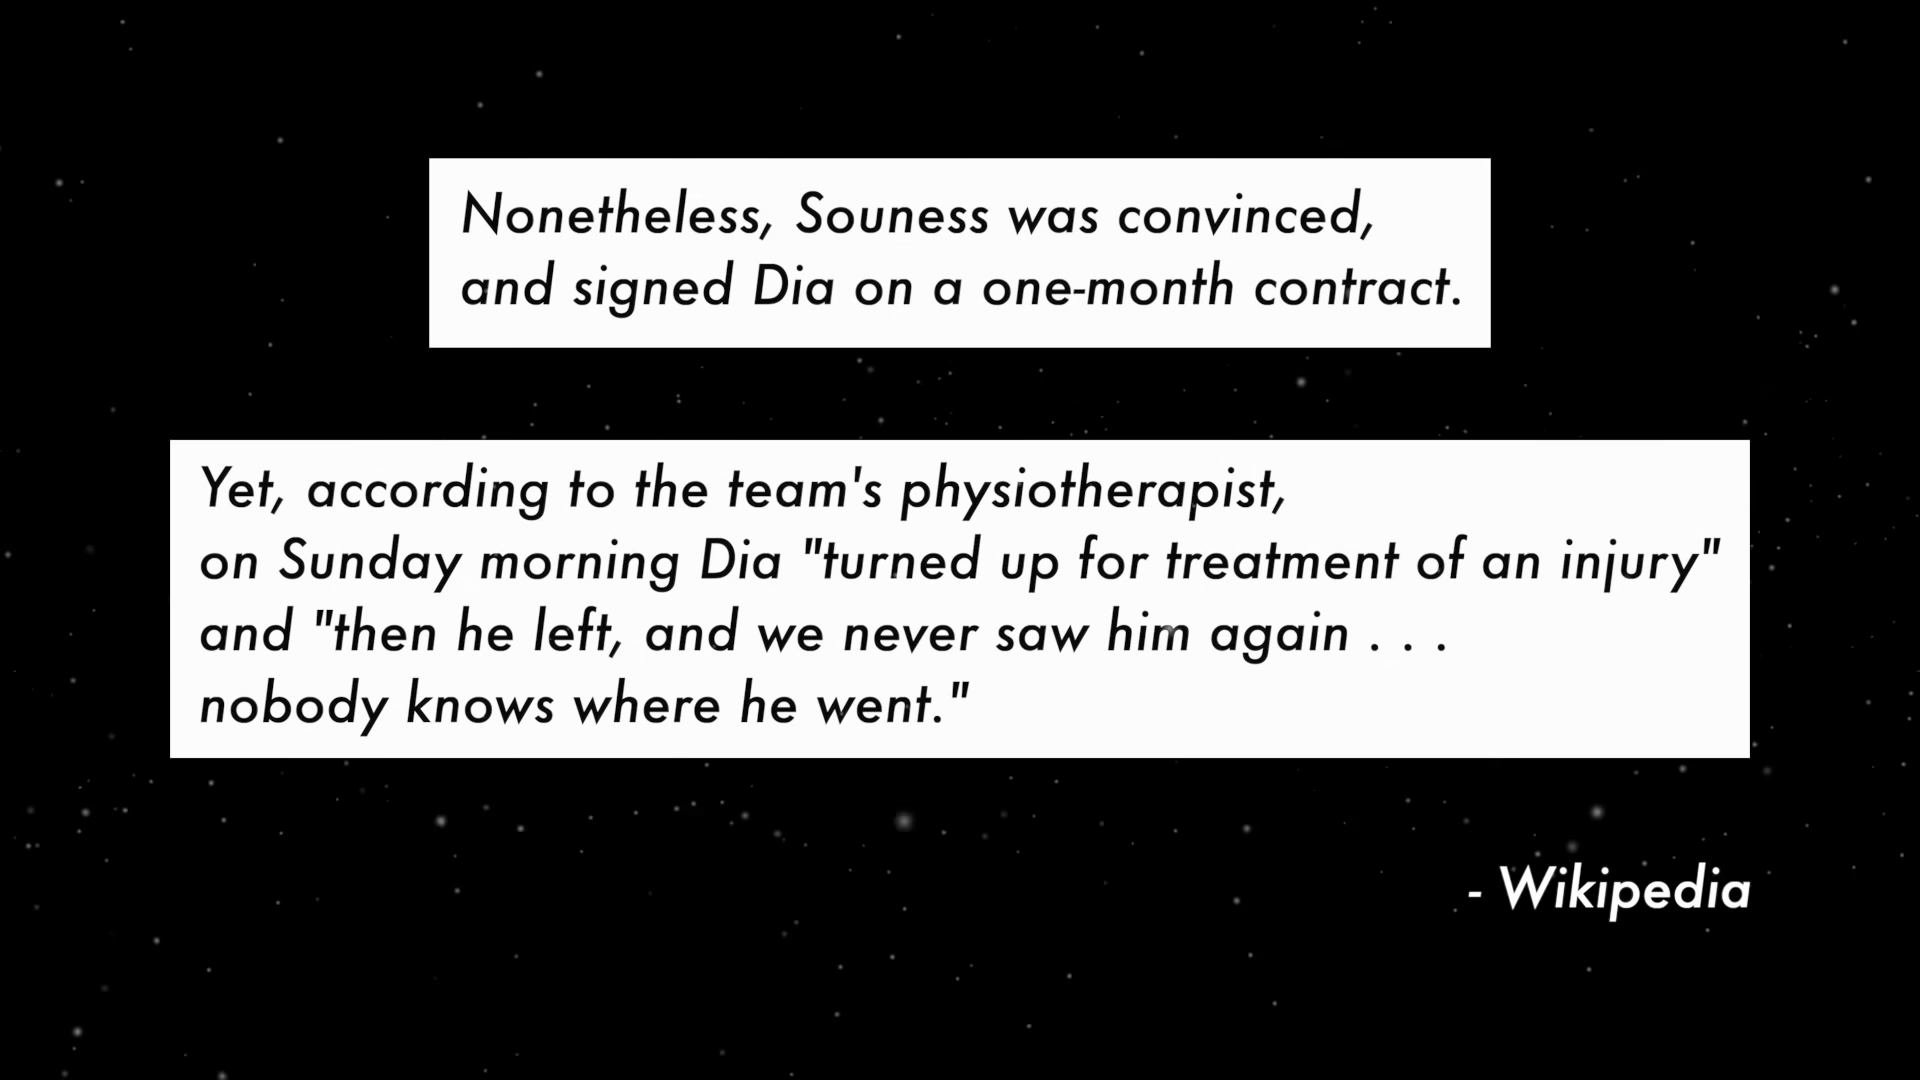 Nonetheless, Souness was convinced,
and signed Dia on a one-month contract.
Yet, according to the team's physiotherapist,
on Sunday morning Dia "turned up for treatment of an injury"
and "then he left, and we never saw him again . . .
nobody knows where he went."
- Wikipedia